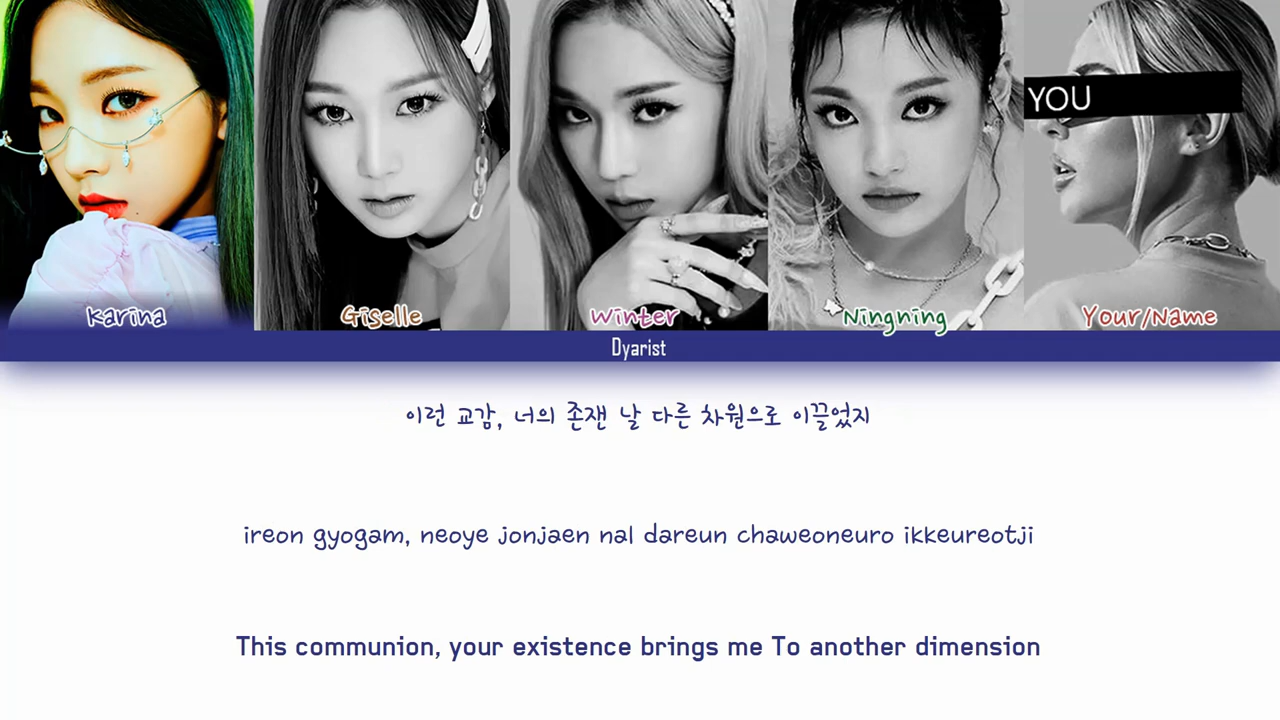 YOU
Karina
Giselle
Winter
Ningning
Your/Name
Dyarist
이런 교감, 너의 존잰 날 다른 차원으로 이끌었지
ireon gyogam, neoye jonjaen nal dareun chaweoneuro ikkeureotji
This communion, your existence brings me To another dimension